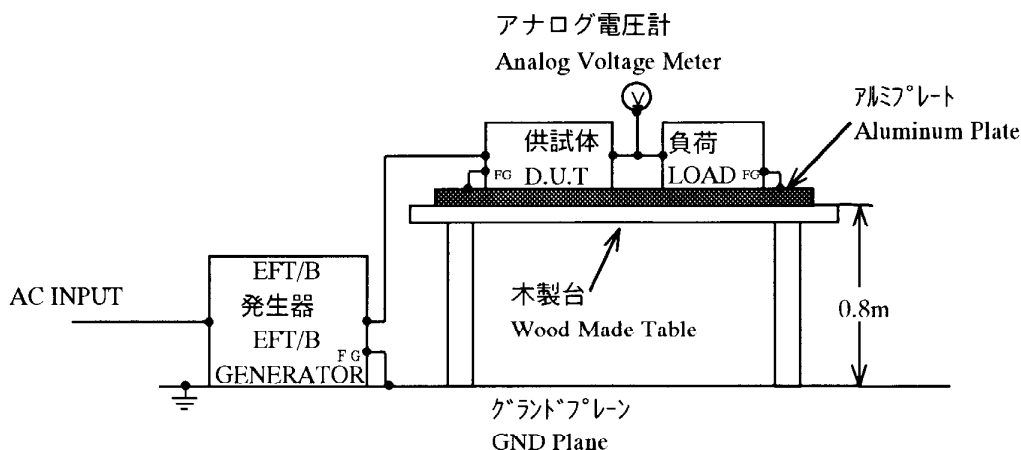 アナログ電圧計
Analog Voltage Meter
V
アルミプレート
Aluminum Plate
供試体
FG D.U.T
負荷
LOAD FG
AC INPUT
EFT/B
発生器
EFT/B
FG
GENERATOR
木製台
Wood Made Table
0.8m
グランドプレーン
GND Plane